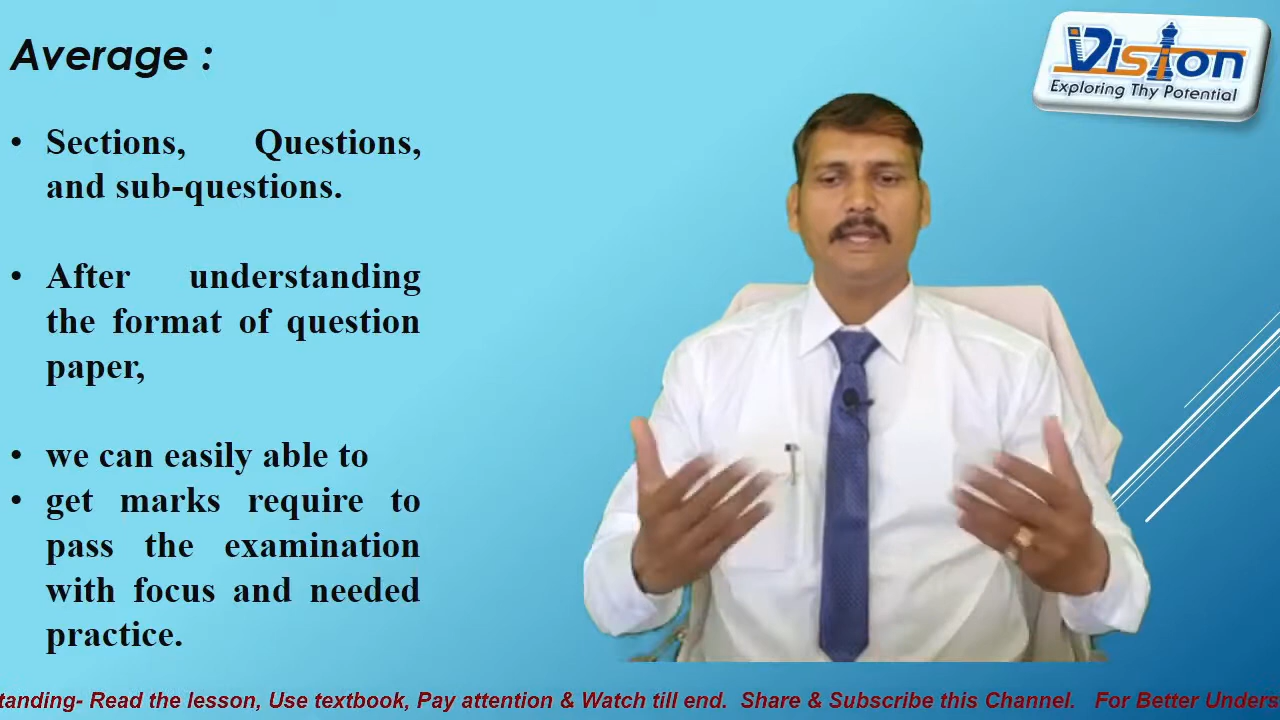 Average :
Vision
Exploring Thy Potential
• Sections, Questions,
and sub-questions.
• After understanding
the format of question
paper,
• we can easily able to
• get marks require to
pass the examination
with focus and needed
practice.
standing- Read the lesson, Use textbook, Pay attention & Watch till end. Share & Subscribe this Channel. For Better Unders